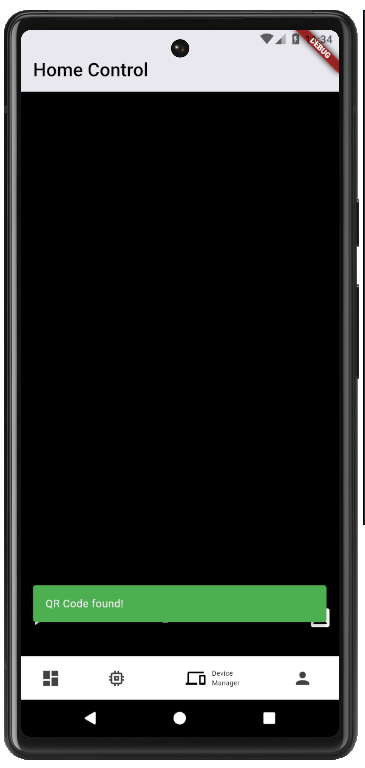 DEBUG
Home Control
QR Code found!
Device
Manager